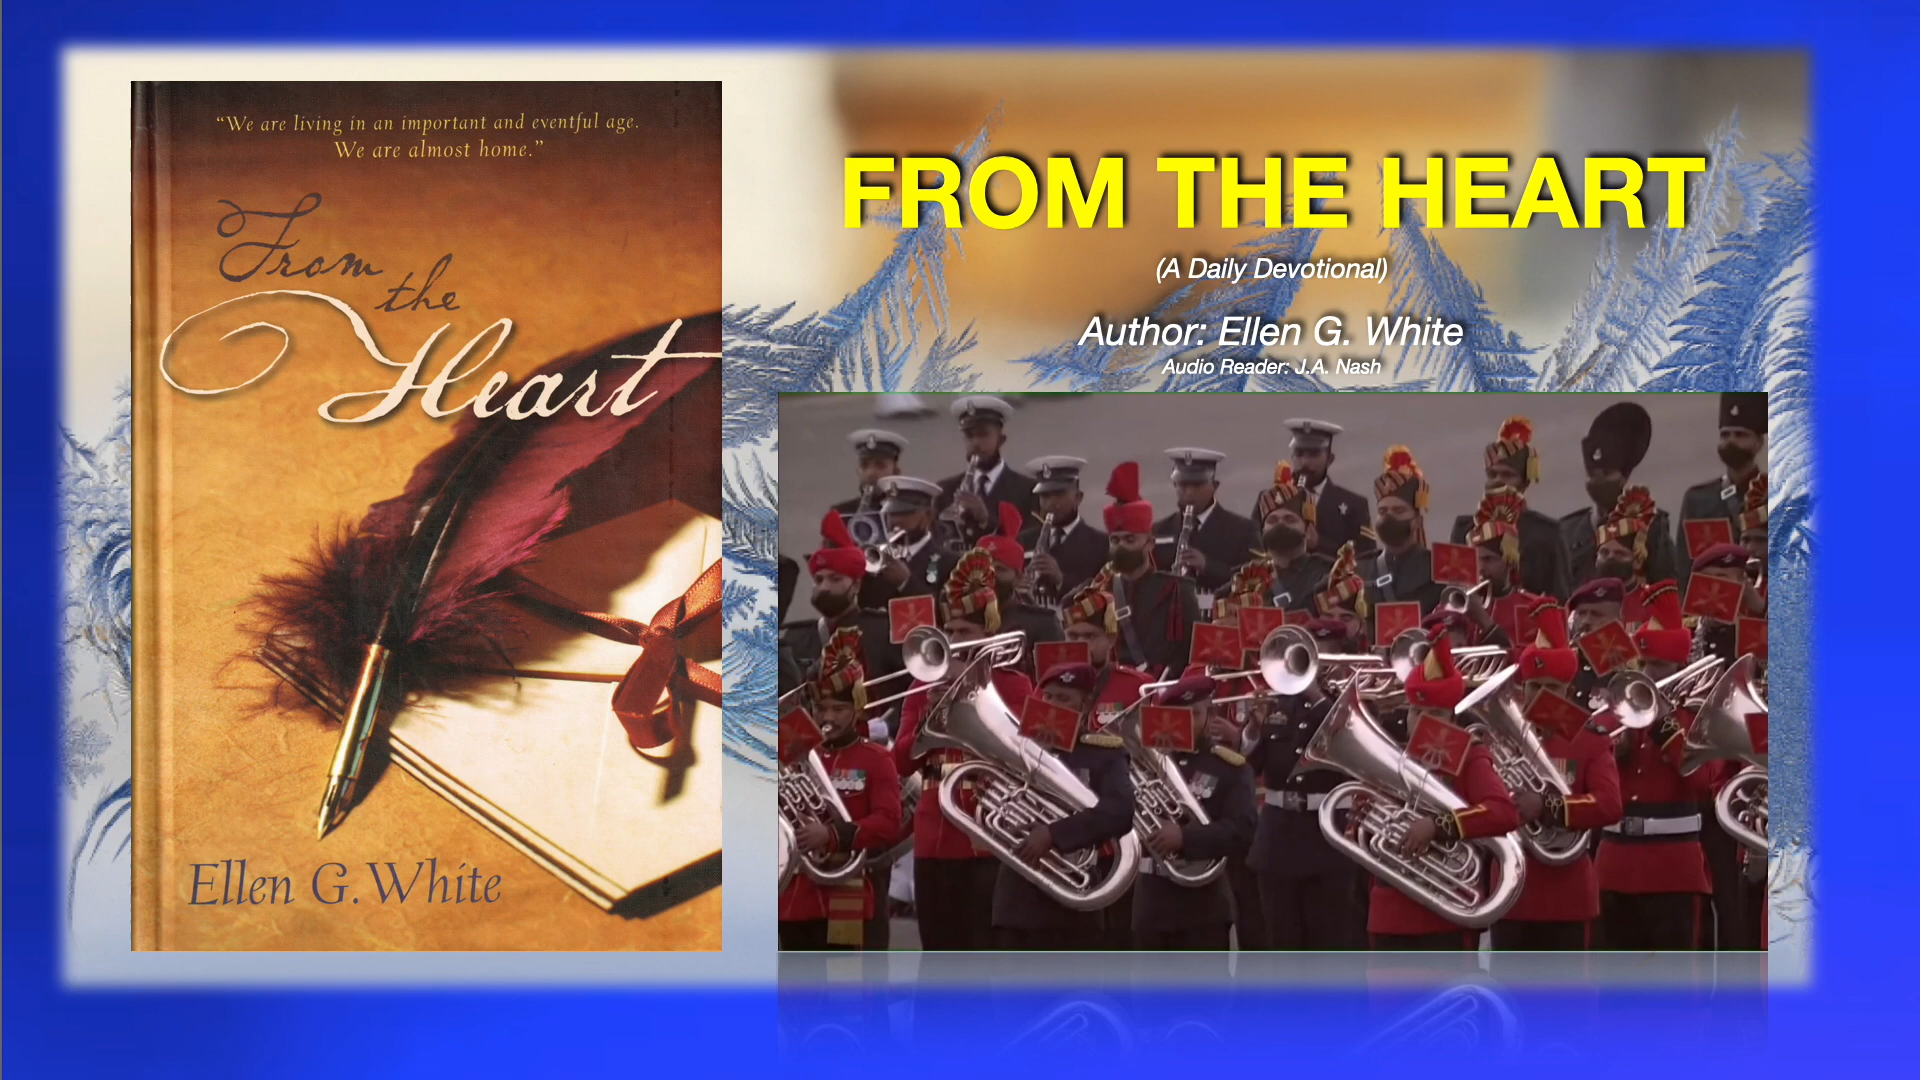 “We are living in an important and eventful age.
We are almost home.”
From
the
Heart
Ellen G. White
FROM THE HEART
(A Daily Devotional)
Author: Ellen G. White
Audio Reader: J.A. Nash